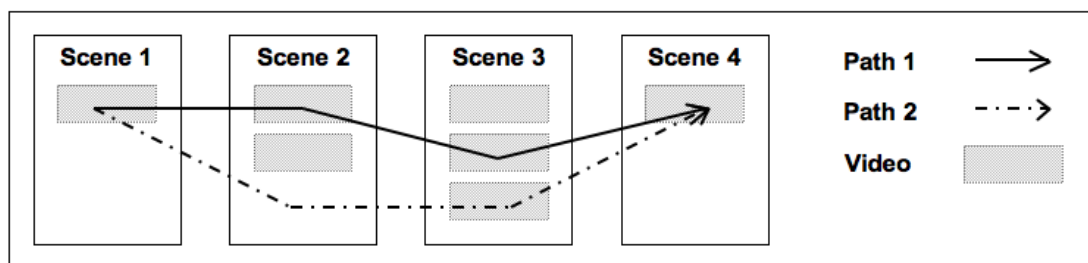 Scene 1
Scene 2
Scene 3
Scene 4
Path 1
Path 2
Video